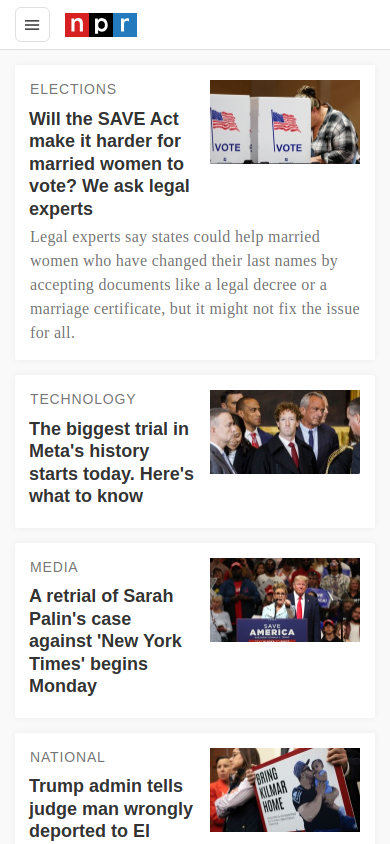 npr
ELECTIONS
Will the SAVE Act
make it harder for
married women to
vote? We ask legal
experts
VOTE
VOTE
Legal experts say states could help married
women who have changed their last names by
accepting documents like a legal decree or a
marriage certificate, but it might not fix the issue
for all.
TECHNOLOGY
The biggest trial in
Meta's history
starts today. Here's
what to know
MEDIA
A retrial of Sarah
Palin's case
against 'New York
Times' begins
Monday
SAVE
AMERICA
NATIONAL
Trump admin tells
judge man wrongly
deported to El
BRING
KILMAR
HOME